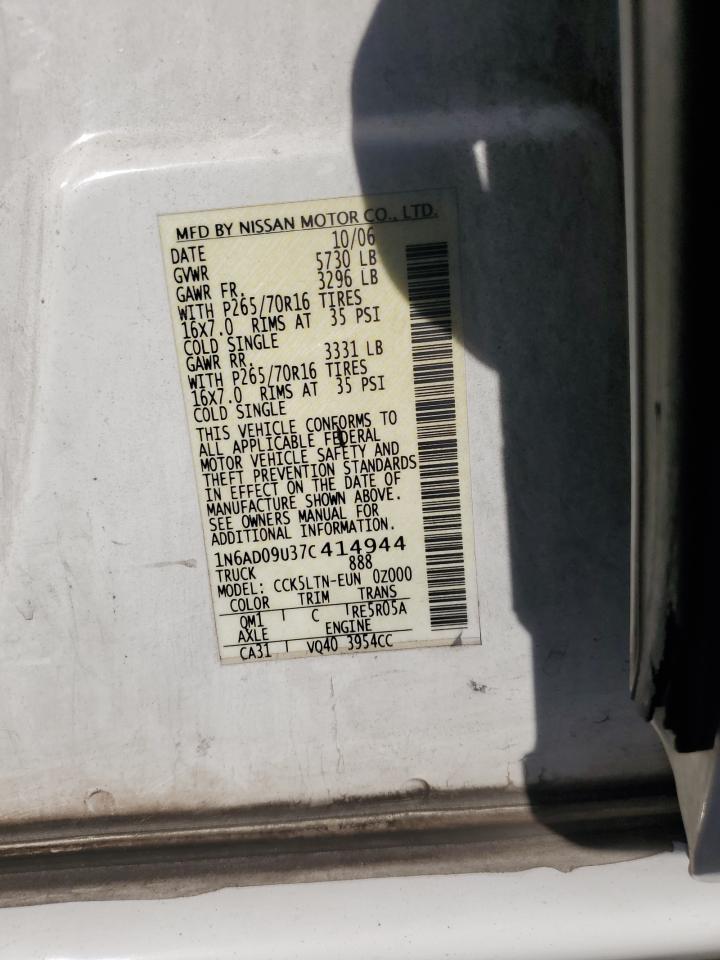 MFD BY NISSAN MOTOR CO., LTD.
DATE 10/06
GVWR 5730 LB
GAWR FR. 3296 LB
WITH P265/70R16 TIRES
16X7.0 RIMS AT 35 PSI
COLD SINGLE
GAWR RR. 3331 LB
WITH P265/70R16 TIRES
16X7.0 RIMS AT 35 PSI
COLD SINGLE
THIS VEHICLE CONFORMS TO
ALL APPLICABLE FEDERAL
MOTOR VEHICLE SAFETY AND
THEFT PREVENTION STANDARDS
IN EFFECT ON THE DATE OF
MANUFACTURE SHOWN ABOVE.
SEE OWNERS MANUAL FOR
ADDITIONAL INFORMATION.
1N6AD09U37C414944
TRUCK 888
MODEL: CCK5LTN-EUN 0Z000
COLOR TRIM TRANS
QM1 C RE5R05A
AXLE ENGINE
CA31 VQ40 3954CC